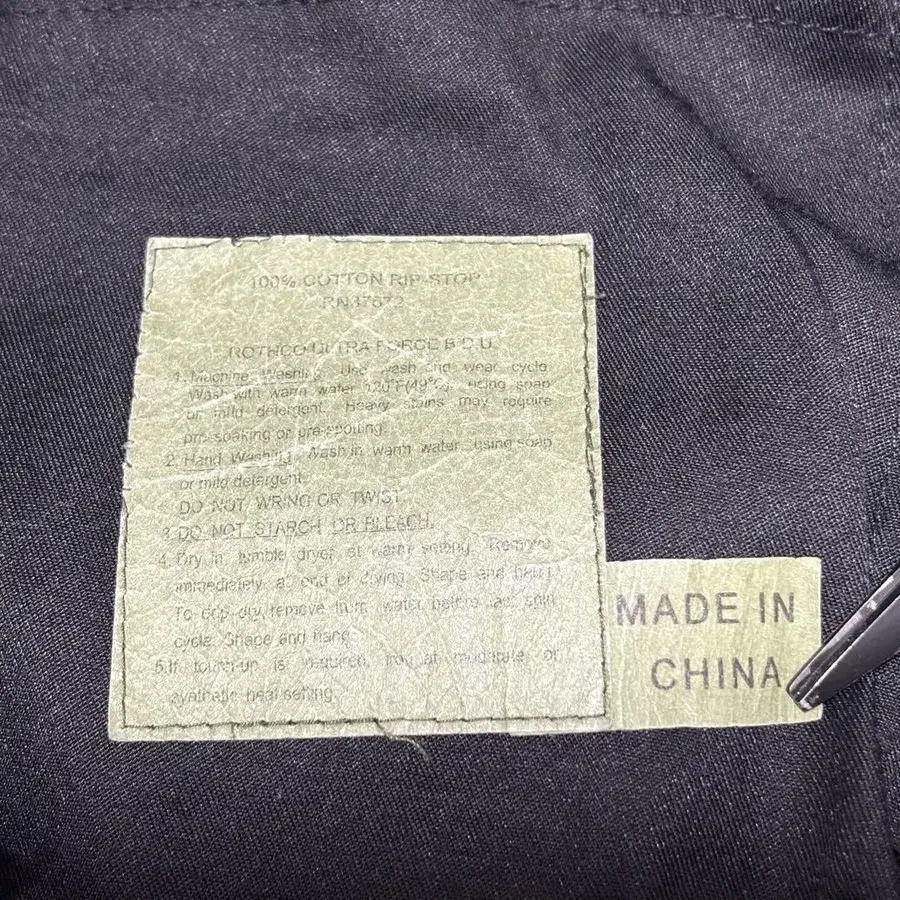 100% COTTON RIP-STOP
RN37672
ROTHCO ULTRA FORCE B.D.U.
1. Machine Washing. Use wash and wear cycle.
Wash with warm water 120°F(49°C), using soap
or mild detergent. Heavy stains may require
pre-soaking or pre-spotting.
2. Hand Washing. Wash in warm water using soap
or mild detergent.
DO NOT WRING OR TWIST
3. DO NOT STARCH OR BLEACH.
4. Dry in tumble dryer at warm setting. Remove
immediately at end of drying. Shape and hang
To drip dry, remove from water before last spin
cycle. Shape and hang
5. If touch-up is required, iron at moderate or
synthetic heat setting.
MADE IN
CHINA